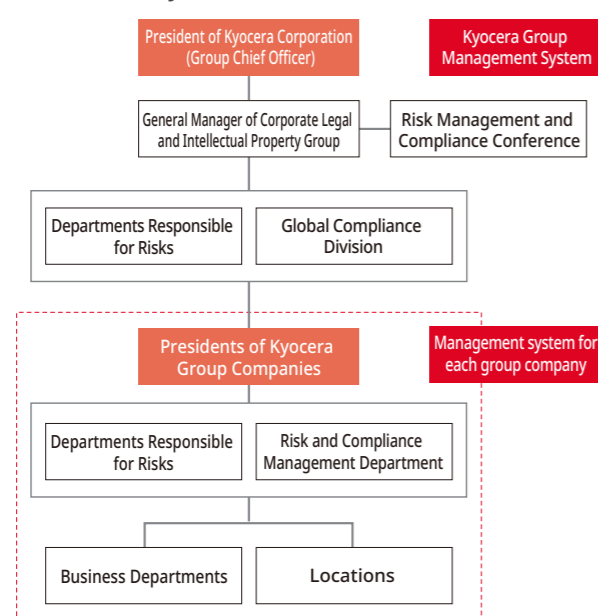 President of Kyocera Corporation
(Group Chief Officer)
Kyocera Group
Management System
General Manager of Corporate Legal
and Intellectual Property Group
Risk Management and
Compliance Conference
Departments Responsible
for Risks
Global Compliance
Division
Presidents of Kyocera
Group Companies
Management system for
each group company
Departments Responsible
for Risks
Risk and Compliance
Management Department
Business Departments
Locations